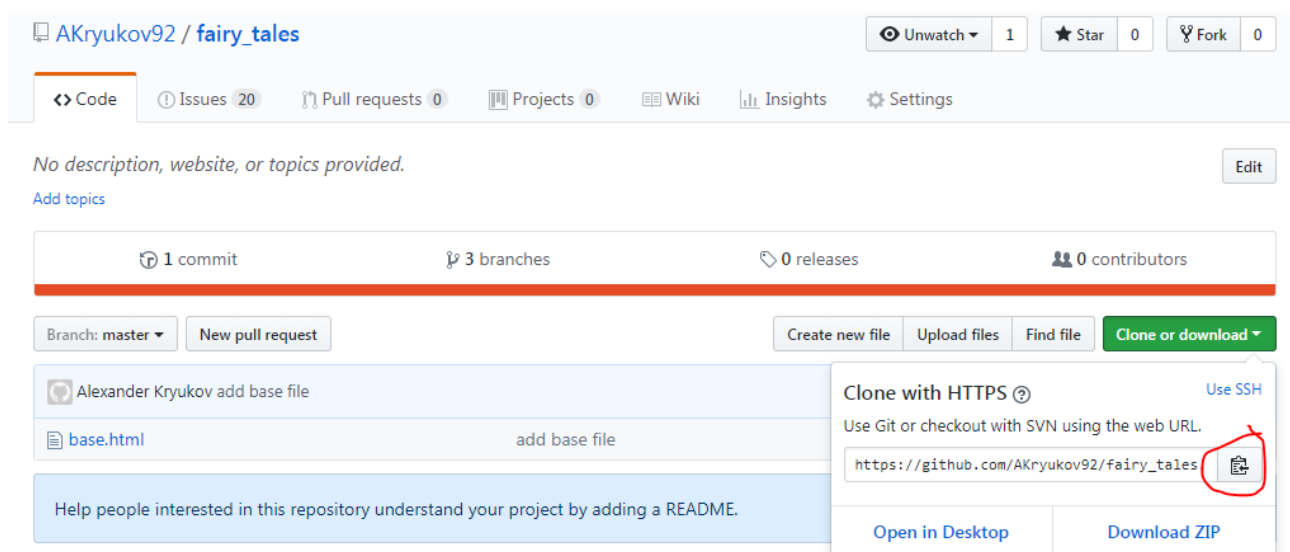 AKryukov92 / fairy_tales
Unwatch 1 Star 0 Fork 0
Code Issues 20 Pull requests 0 Projects 0 Wiki Insights Settings
No description, website, or topics provided.
Edit
Add topics
1 commit 3 branches 0 releases 0 contributors
Branch: master New pull request Create new file Upload files Find file Clone or download
Alexander Kryukov add base file
base.html add base file
Help people interested in this repository understand your project by adding a README.
Clone with HTTPS Use SSH
Use Git or checkout with SVN using the web URL.
https://github.com/AKryukov92/fairy_tales
Open in Desktop Download ZIP